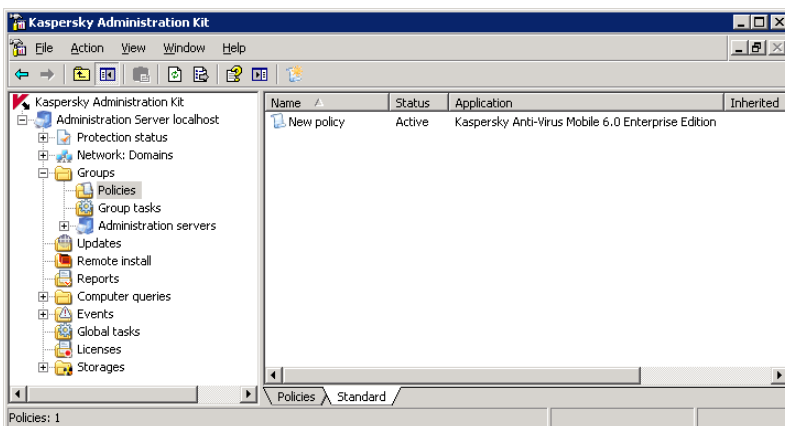 Kaspersky Administration Kit
File Action View Window Help
Kaspersky Administration Kit
Administration Server localhost
Protection status
Network: Domains
Groups
Policies
Group tasks
Administration servers
Updates
Remote install
Reports
Computer queries
Events
Global tasks
Licenses
Storages
Name Status Application Inherited
New policy Active Kaspersky Anti-Virus Mobile 6.0 Enterprise Edition
Policies Standard
Policies: 1